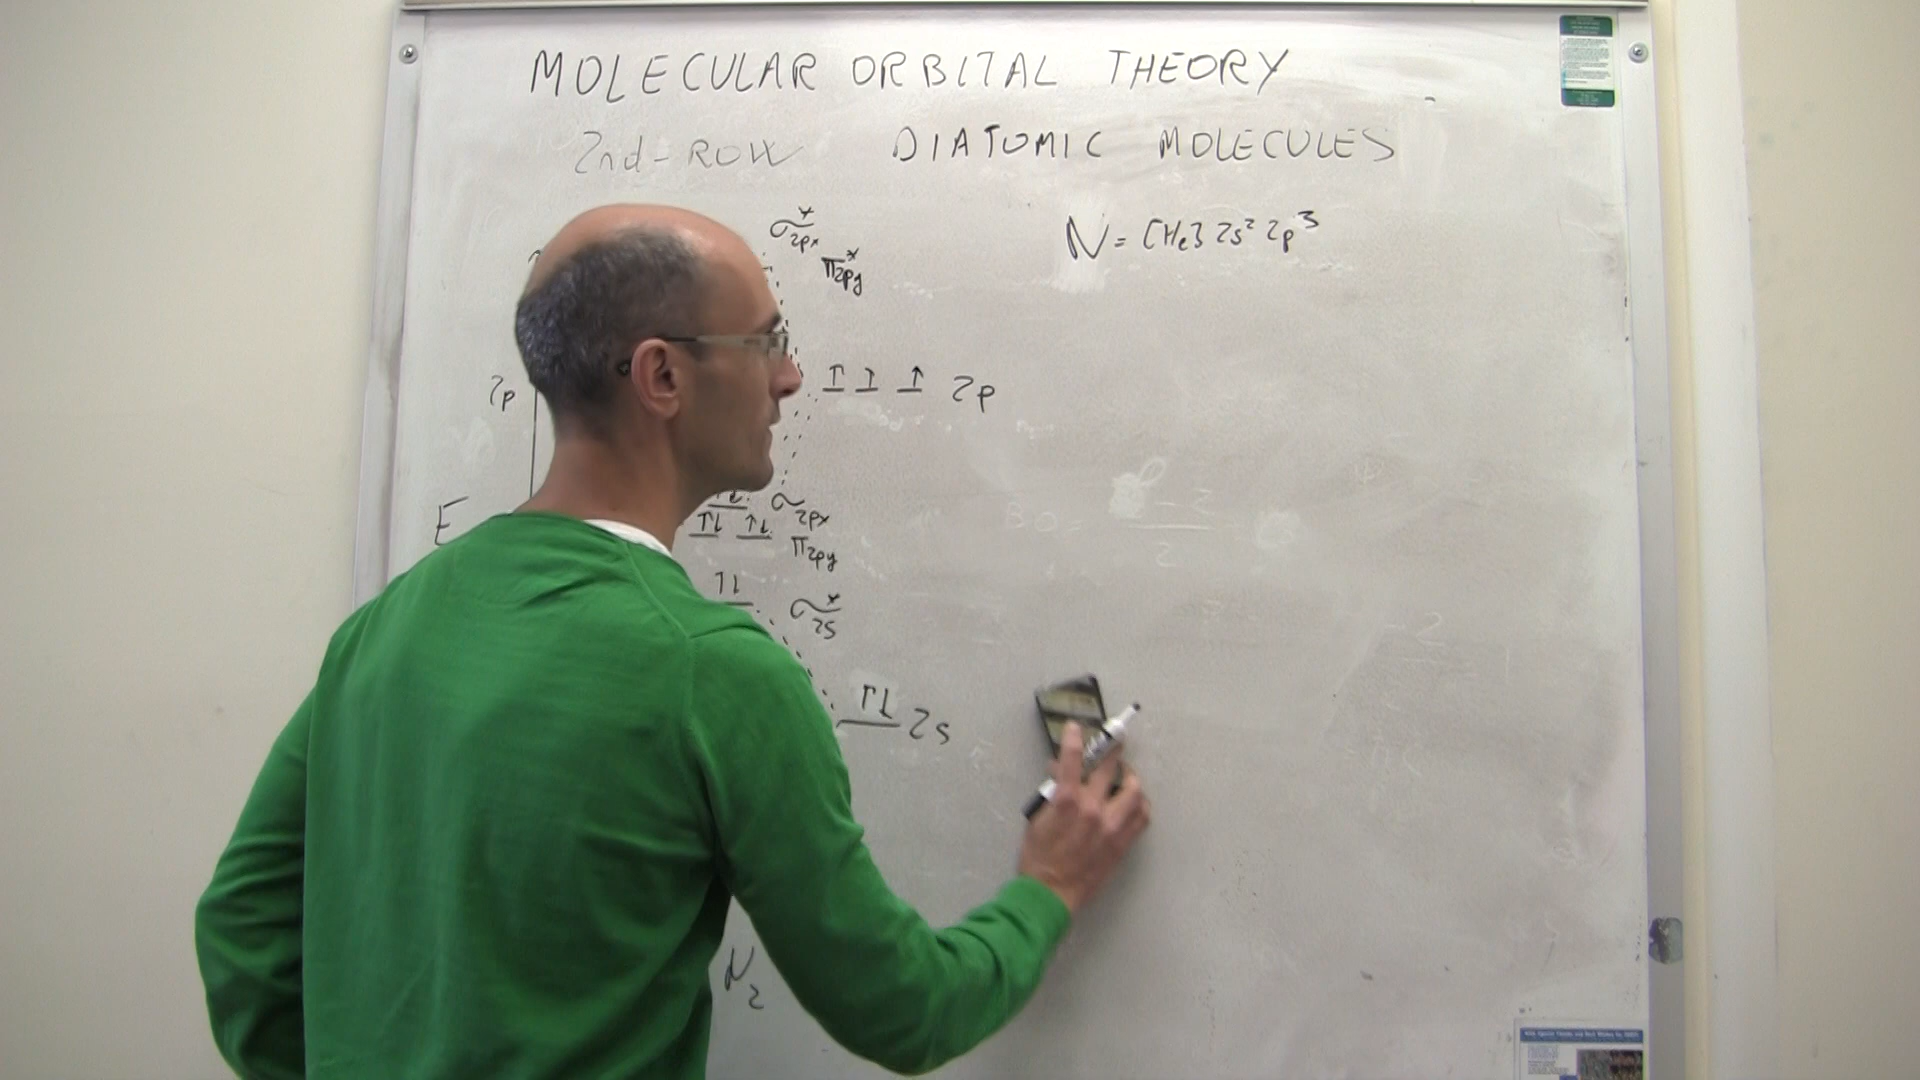 MOLECULAR ORBITAL THEORY
2nd-ROW DIATOMIC MOLECULES
σ*2px
π*2py
N = [He] 2s² 2p³
2p
↑ ↑ ↑ 2p
E
σ2px
↑↓ ↑↓
π2py
↑↓ σ*2s
↑↓ 2s
N2